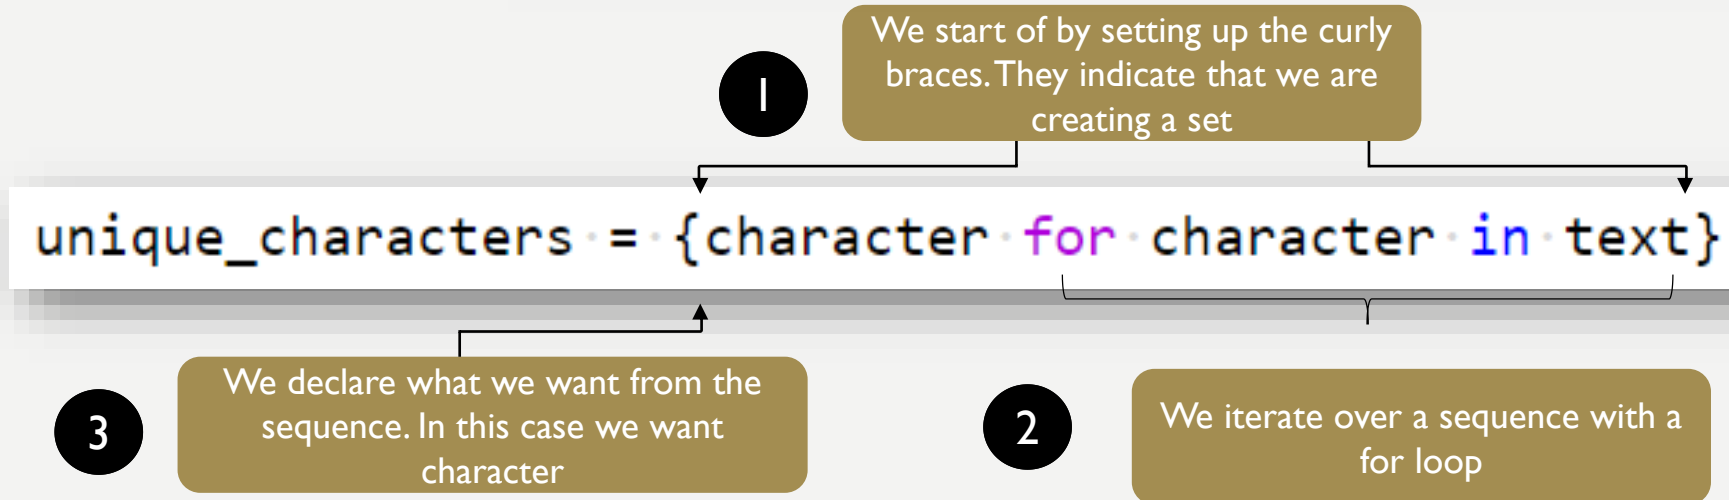 1
We start of by setting up the curly
braces. They indicate that we are
creating a set
unique_characters = {character for character in text}
3
We declare what we want from the
sequence. In this case we want
character
2
We iterate over a sequence with a
for loop